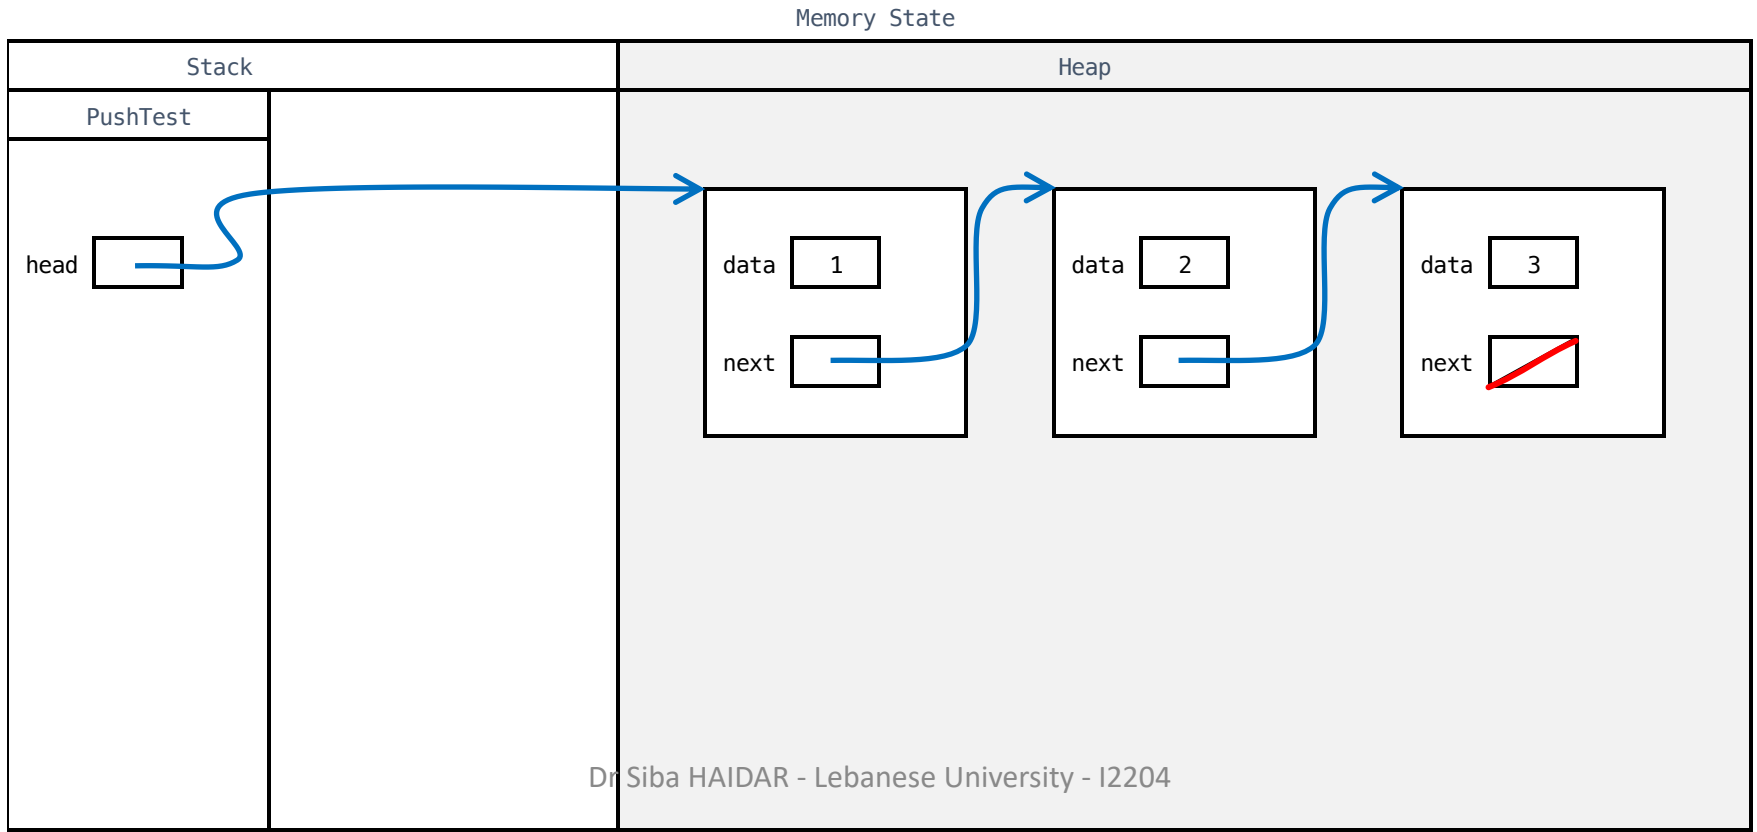 Memory State
Stack Heap
PushTest
head data 1 data 2 data 3
next next next
Dr Siba HAIDAR - Lebanese University - I2204